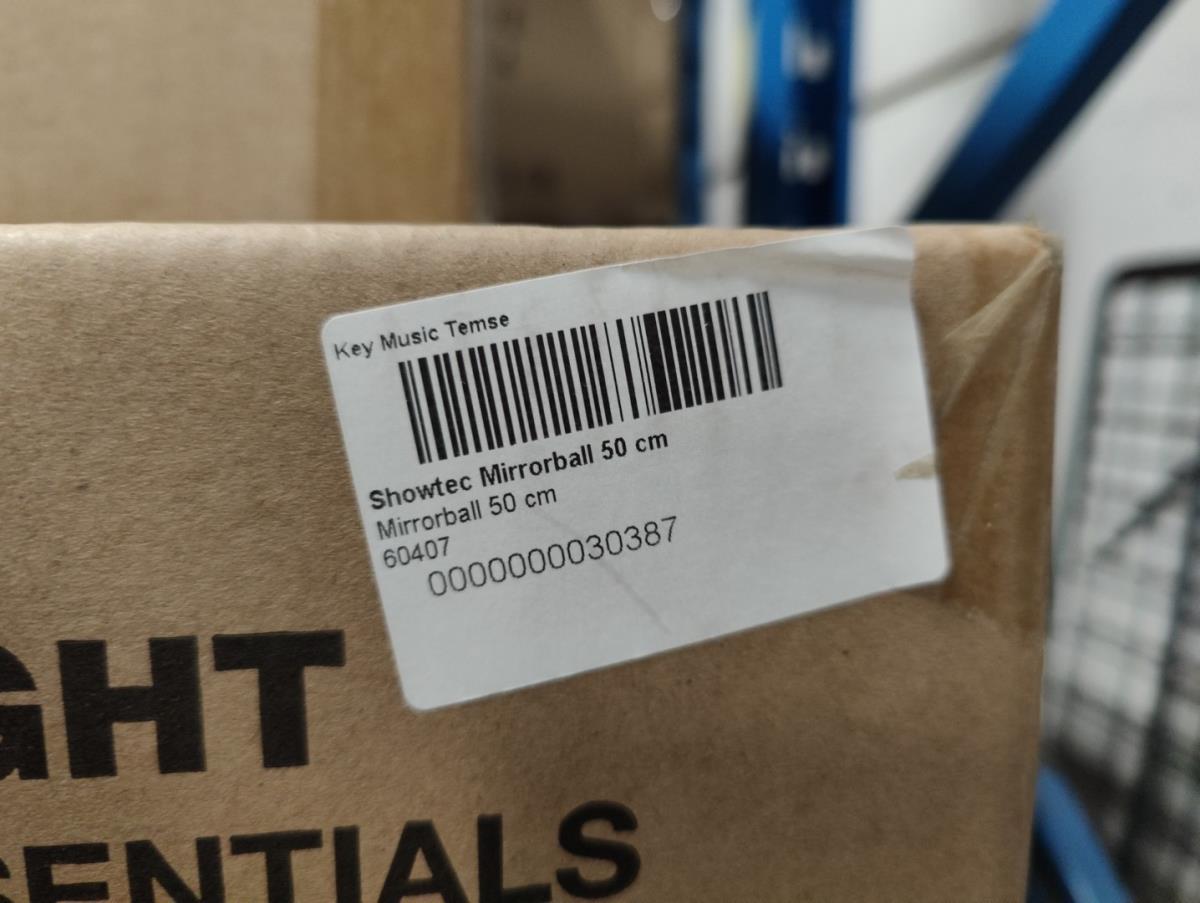 Key Music Temse
Showtec Mirrorball 50 cm
Mirrorball 50 cm
60407
0000000030387
GHT
SENTIALS